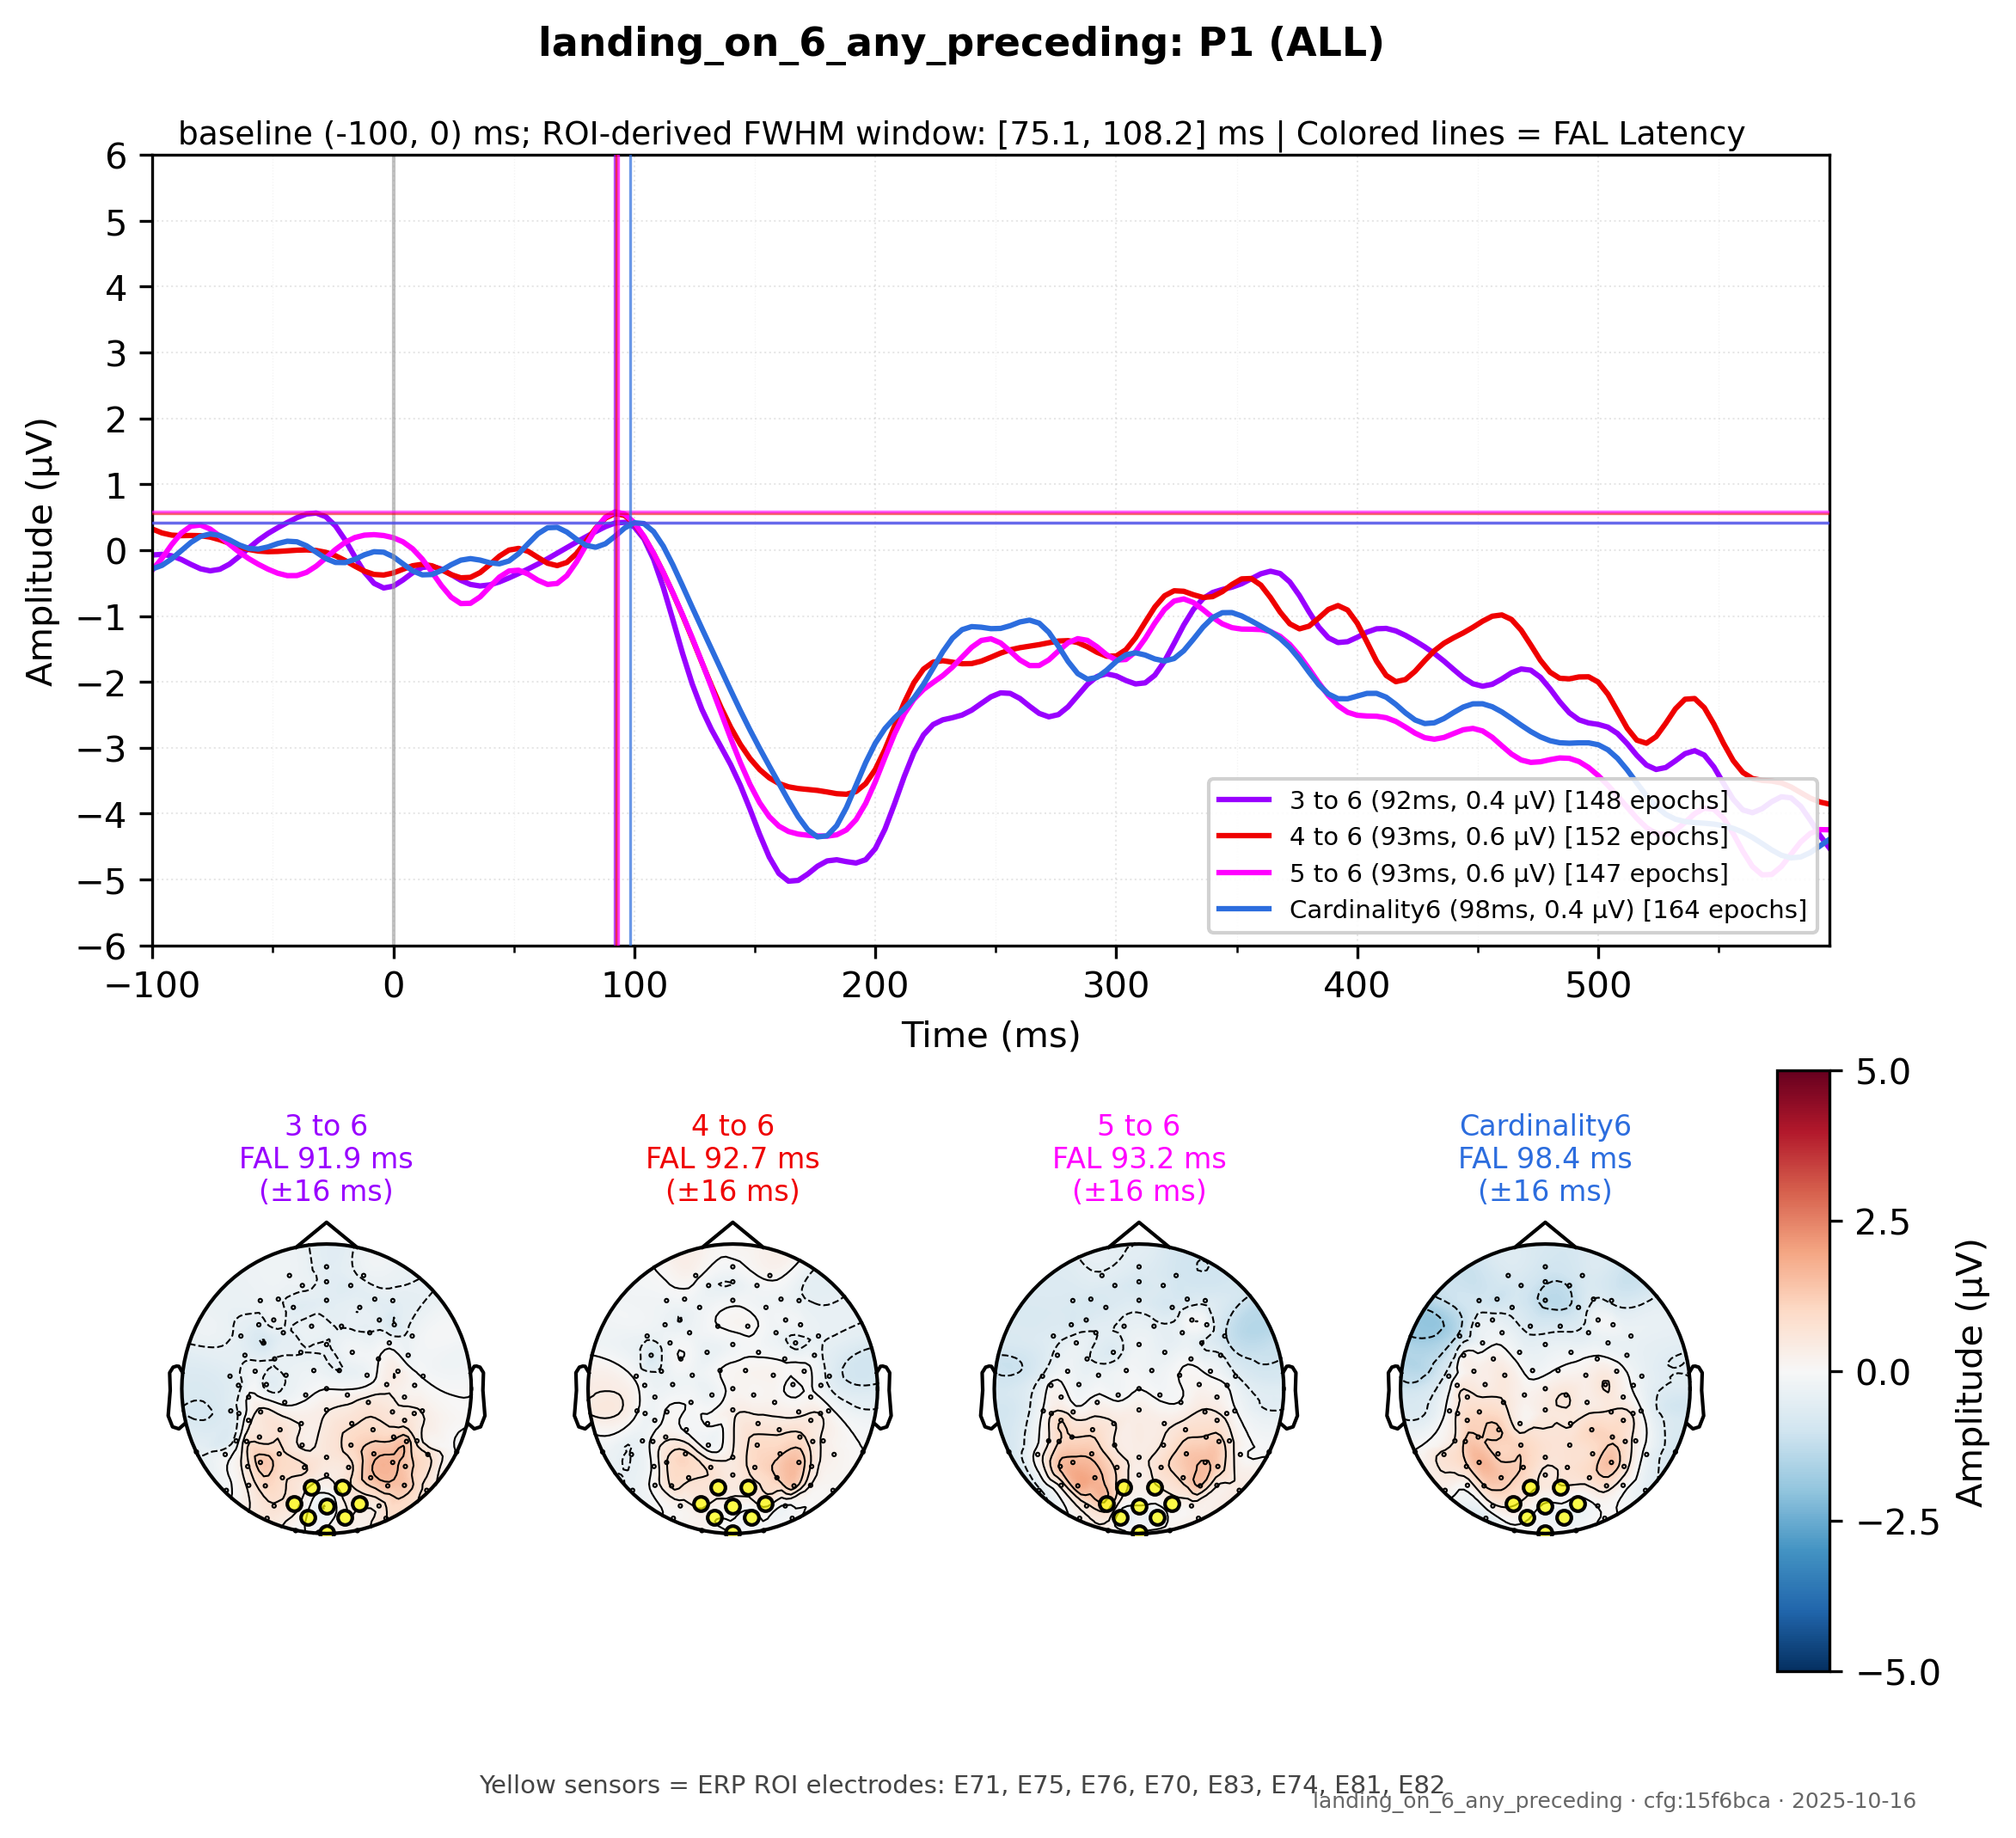 landing_on_6_any_preceding: P1 (ALL)
baseline (-100, 0) ms; ROI-derived FWHM window: [75.1, 108.2] ms | Colored lines = FAL Latency
6
5
4
3
2
1
0
−1
−2
−3
−4
−5
−6
Amplitude (µV)
3 to 6 (92ms, 0.4 µV) [148 epochs]
4 to 6 (93ms, 0.6 µV) [152 epochs]
5 to 6 (93ms, 0.6 µV) [147 epochs]
Cardinality6 (98ms, 0.4 µV) [164 epochs]
−100 0 100 200 300 400 500
Time (ms)
3 to 6
FAL 91.9 ms
(±16 ms)
4 to 6
FAL 92.7 ms
(±16 ms)
5 to 6
FAL 93.2 ms
(±16 ms)
Cardinality6
FAL 98.4 ms
(±16 ms)
5.0
2.5
0.0
−2.5
−5.0
Amplitude (µV)
Yellow sensors = ERP ROI electrodes: E71, E75, E76, E70, E83, E74, E81, E82
landing_on_6_any_preceding · cfg:15f6bca · 2025-10-16